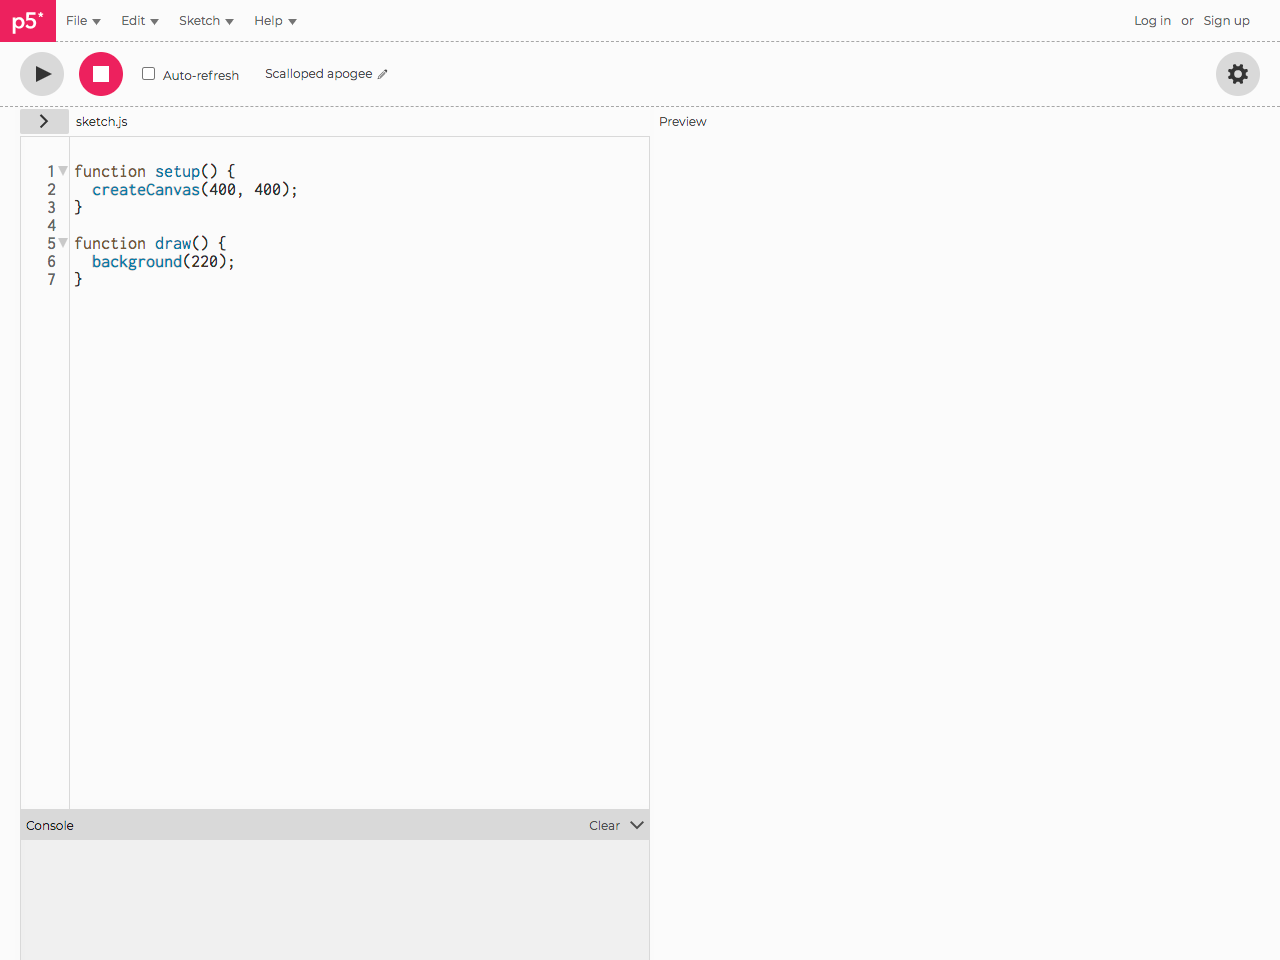 p5*
File
Edit
Sketch
Help
Log in or Sign up
Auto-refresh
Scalloped apogee
sketch.js
Preview
1 function setup() {
2   createCanvas(400, 400);
3 }
4
5 function draw() {
6   background(220);
7 }
Console
Clear